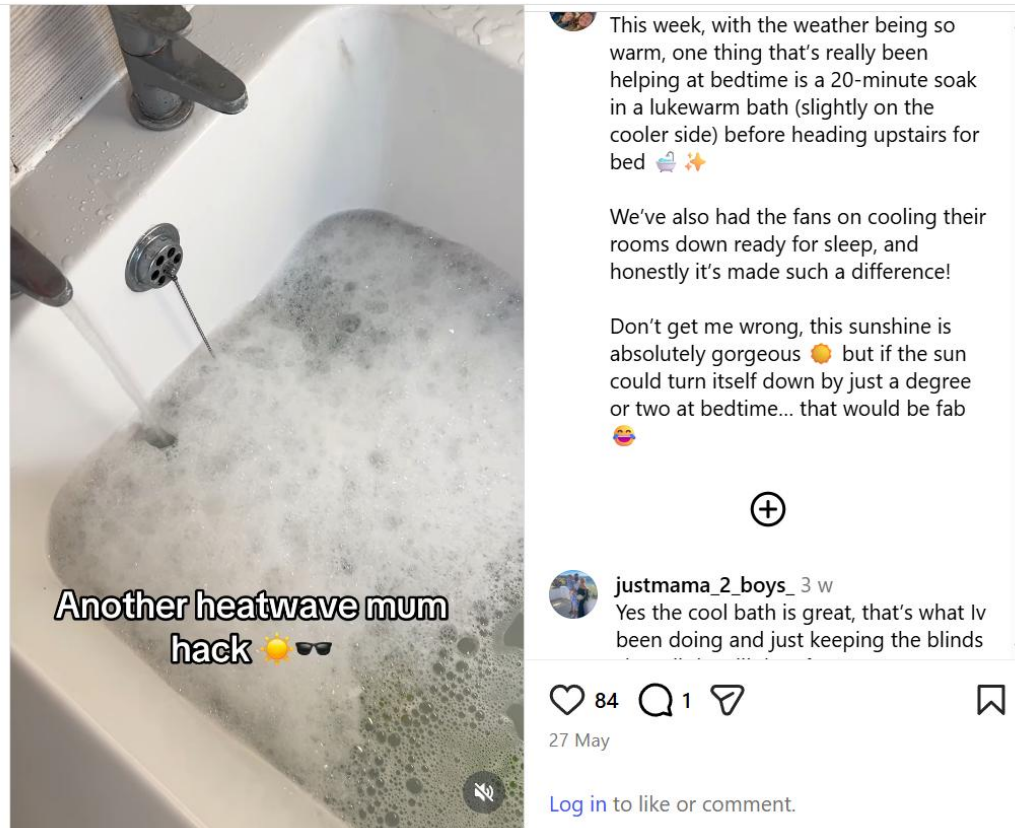 This week, with the weather being so
warm, one thing that’s really been
helping at bedtime is a 20-minute soak
in a lukewarm bath (slightly on the
cooler side) before heading upstairs for
bed 🛁 ✨
We’ve also had the fans on cooling their
rooms down ready for sleep, and
honestly it’s made such a difference!
Don’t get me wrong, this sunshine is
absolutely gorgeous ☀️ but if the sun
could turn itself down by just a degree
or two at bedtime... that would be fab
😂
justmama_2_boys_ 3 w
Yes the cool bath is great, that’s what Iv
been doing and just keeping the blinds
84 1
27 May
Log in to like or comment.
Another heatwave mum
hack ☀️🕶️